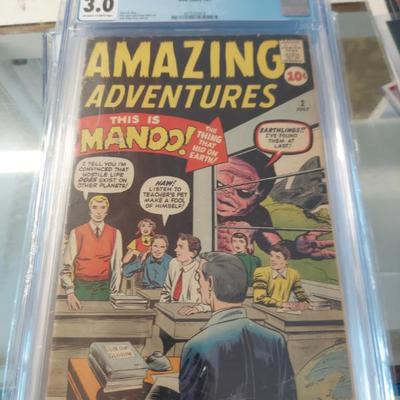 3.0
AMAZING
ADVENTURES
10¢
2
JULY
THIS IS
MANOO!
THE
THING
THAT
HID ON
EARTH!
EARTHLINGS!!
I'VE FOUND
THEM AT
LAST!
I TELL YOU I'M
CONVINCED THAT
HOSTILE LIFE
DOES EXIST ON
OTHER PLANETS!
HAW!
LISTEN TO
TEACHER'S PET
MAKE A FOOL
OF HIMSELF!